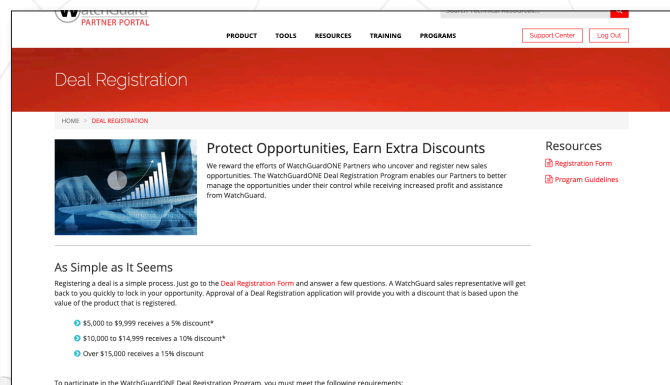 WatchGuard
PARTNER PORTAL
Search Technical Resources...
PRODUCT TOOLS RESOURCES TRAINING PROGRAMS
Support Center Log Out
Deal Registration
HOME > DEAL REGISTRATION
Protect Opportunities, Earn Extra Discounts
We reward the efforts of WatchGuardONE Partners who uncover and register new sales
opportunities. The WatchGuardONE Deal Registration Program enables our Partners to better
manage the opportunities under their control while receiving increased profit and assistance
from WatchGuard.
Resources
Registration Form
Program Guidelines
As Simple as It Seems
Registering a deal is a simple process. Just go to the Deal Registration Form and answer a few questions. A WatchGuard sales representative will get
back to you quickly to lock in your opportunity. Approval of a Deal Registration application will provide you with a discount that is based upon the
value of the product that is registered.
$5,000 to $9,999 receives a 5% discount*
$10,000 to $14,999 receives a 10% discount*
Over $15,000 receives a 15% discount
To participate in the WatchGuardONE Deal Registration Program, you must meet the following requirements: